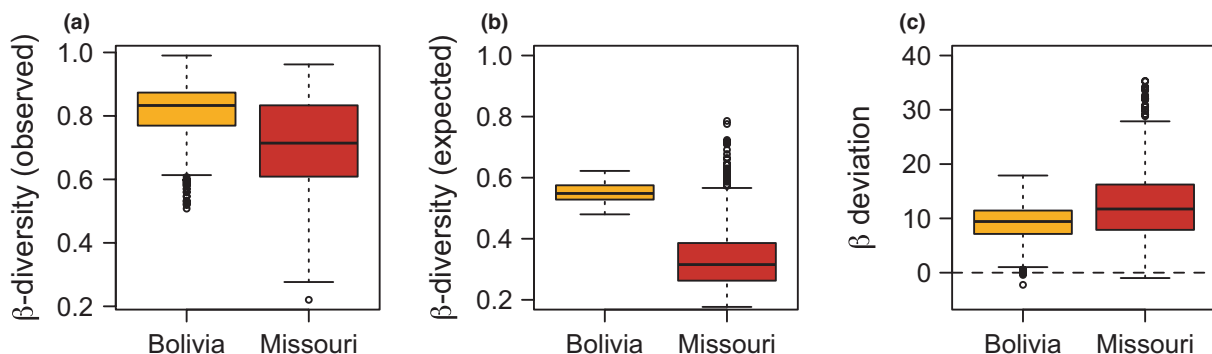 (a)
β-diversity (observed)
1.0
0.8
0.6
0.4
0.2
Bolivia Missouri
(b)
β-diversity (expected)
1.0
0.8
0.6
0.4
0.2
Bolivia Missouri
(c)
β deviation
40
30
20
10
0
Bolivia Missouri